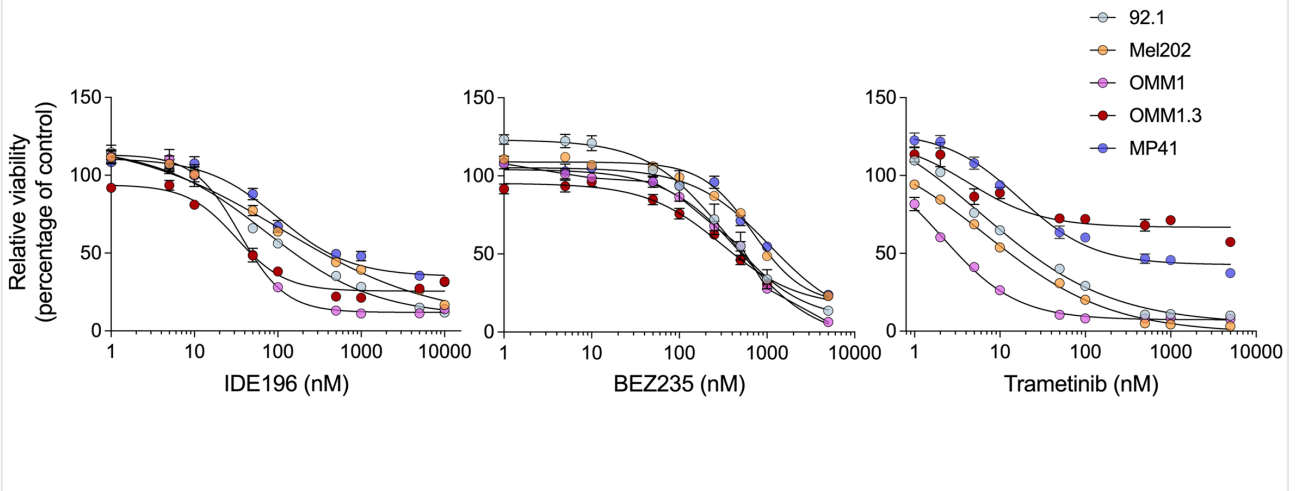 92.1
Mel202
OMM1
OMM1.3
MP41
Relative viability
(percentage of control)
150
100
50
0
1 10 100 1000 10000
IDE196 (nM)
150
100
50
0
1 10 100 1000 10000
BEZ235 (nM)
150
100
50
0
1 10 100 1000 10000
Trametinib (nM)